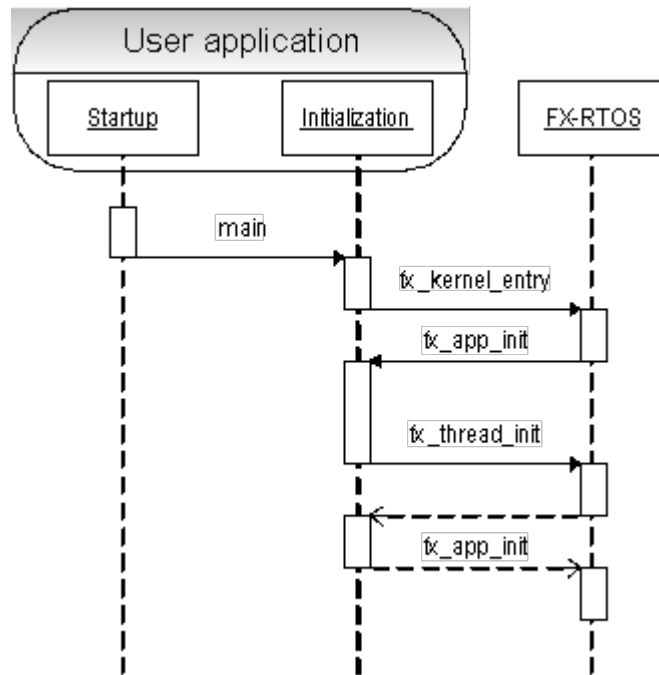 User application
Startup
Initialization
FX-RTOS
main
fx_kernel_entry
fx_app_init
fx_thread_init
fx_app_init